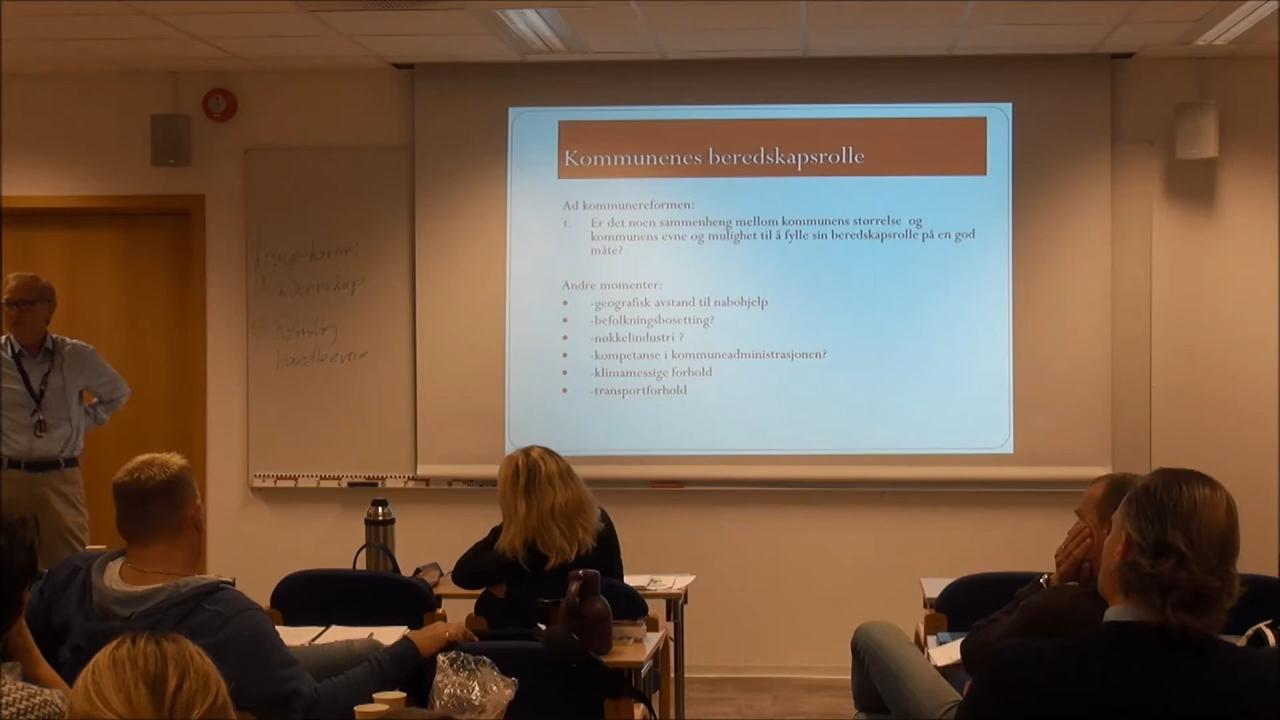 Kommunenes beredskapsrolle
Ad kommunereformen:
1. Er det noen sammenheng mellom kommunens størrelse og
kommunens evne og mulighet til å fylle sin beredskapsrolle på en god
måte?
Andre momenter:
• -geografisk avstand til nabohjelp
• -befolkningsbosetting?
• -nøkkelindustri ?
• -kompetanse i kommuneadministrasjonen?
• -klimamessige forhold
• -transportforhold
handleevne